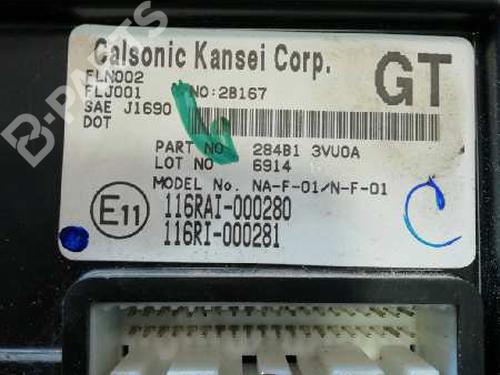 Calsonic Kansei Corp.
GT
FLN002
FLJ001 NO:2B167
SAE J1690
DOT
PART NO 284B1 3VU0A
LOT NO 6914
MODEL No. NA-F-01/N-F-01
E11
116RAI-000280
116RI-000281
C
B-PARTS